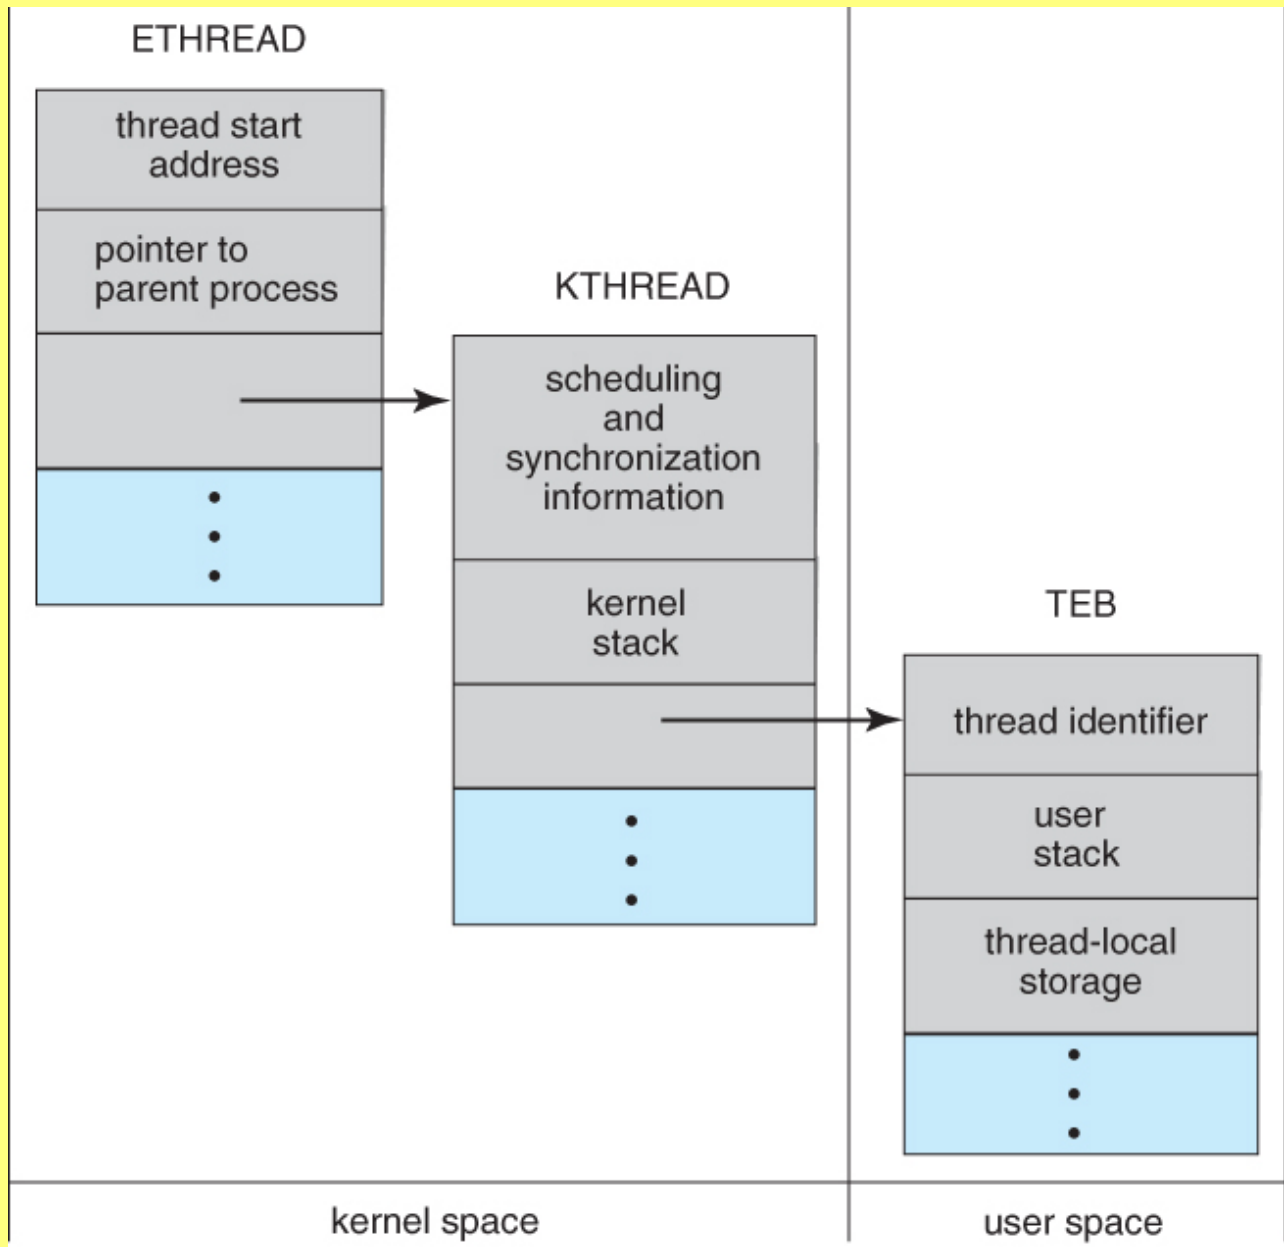 ETHREAD
thread start
address
pointer to
parent process
KTHREAD
scheduling
and
synchronization
information
kernel
stack
TEB
thread identifier
user
stack
thread-local
storage
kernel space
user space